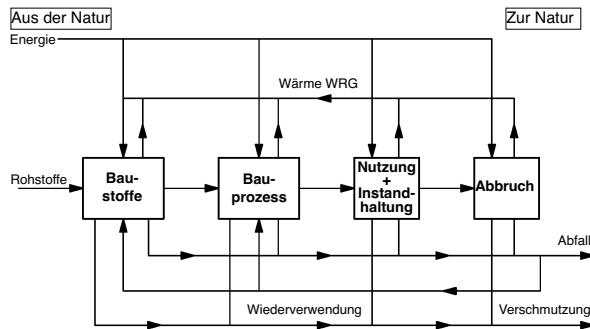 Aus der Natur
Zur Natur
Energie
Wärme WRG
Rohstoffe
Bau-
stoffe
Bau-
prozess
Nutzung
+
Instand-
haltung
Abbruch
Abfall
Wiederverwendung
Verschmutzung